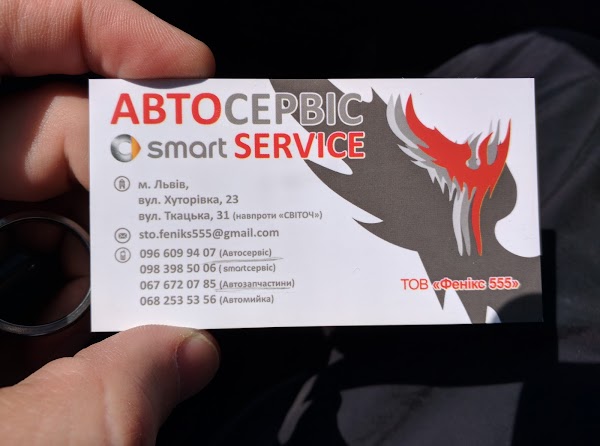 АВТОСЕРВІС
smart SERVICE
м. Львів,
вул. Хуторівка, 23
вул. Ткацька, 31 (навпроти «СВІТОЧ»)
sto.feniks555@gmail.com
096 609 94 07 (Автосервіс)
098 398 50 06 ( smartсервіс)
067 672 07 85 (Автозапчастини)
068 253 53 56 (Автомийка)
ТОВ «Фенікс 555»